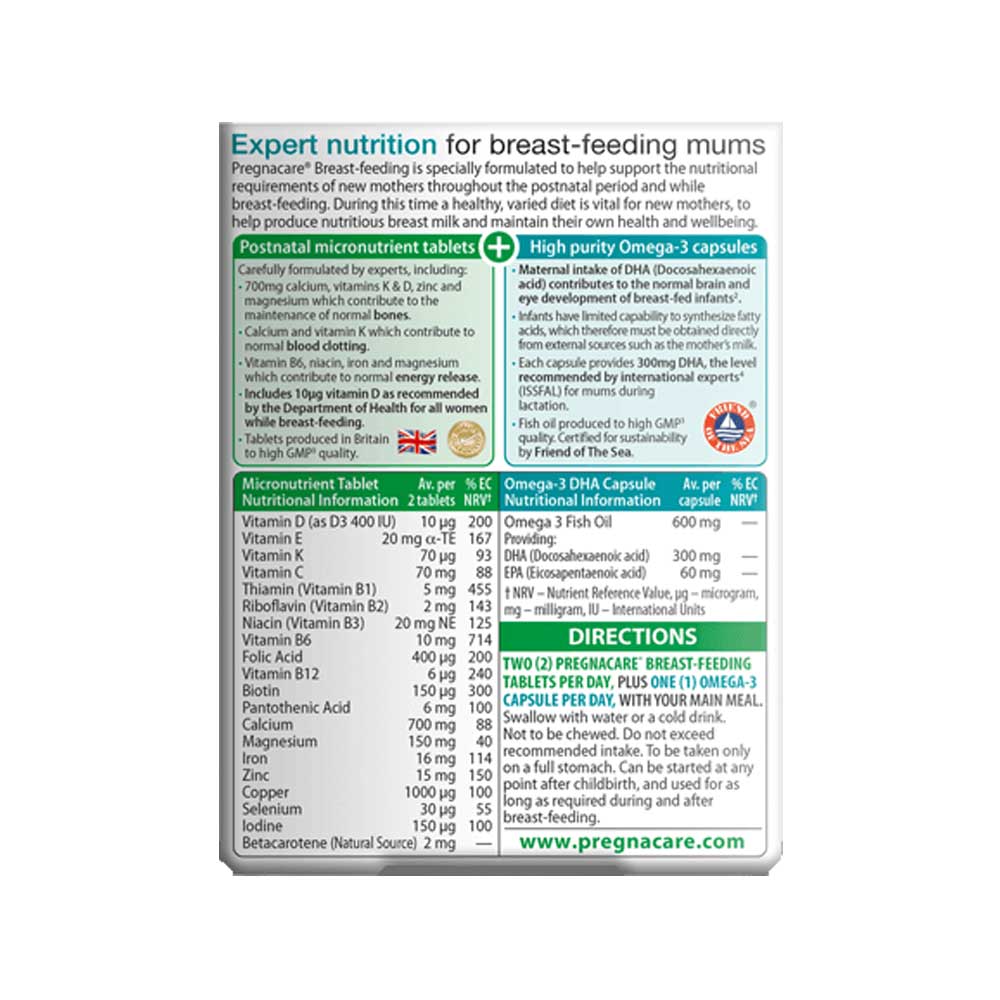 Expert nutrition for breast-feeding mums
Pregnacare® Breast-feeding is specially formulated to help support the nutritional
requirements of new mothers throughout the postnatal period and while
breast-feeding. During this time a healthy, varied diet is vital for new mothers, to
help produce nutritious breast milk and maintain their own health and wellbeing.
Postnatal micronutrient tablets
Carefully formulated by experts, including:
• 700mg calcium, vitamins K & D, zinc and
magnesium which contribute to the
maintenance of normal bones.
• Calcium and vitamin K which contribute to
normal blood clotting.
• Vitamin B6, niacin, iron and magnesium
which contribute to normal energy release.
• Includes 10µg vitamin D as recommended
by the Department of Health for all women
while breast-feeding.
• Tablets produced in Britain
to high GMP³ quality.
+
High purity Omega-3 capsules
• Maternal intake of DHA (Docosahexaenoic
acid) contributes to the normal brain and
eye development of breast-fed infants².
• Infants have limited capability to synthesize fatty
acids, which therefore must be obtained directly
from external sources such as the mother's milk.
• Each capsule provides 300mg DHA, the level
recommended by international experts⁴
(ISSFAL) for mums during
lactation.
• Fish oil produced to high GMP³
quality. Certified for sustainability
by Friend of The Sea.
FRIEND
OF THE SEA
®
Micronutrient Tablet Av. per % EC
Nutritional Information 2 tablets NRV†
Vitamin D (as D3 400 IU) 10 µg 200
Vitamin E 20 mg α-TE 167
Vitamin K 70 µg 93
Vitamin C 70 mg 88
Thiamin (Vitamin B1) 5 mg 455
Riboflavin (Vitamin B2) 2 mg 143
Niacin (Vitamin B3) 20 mg NE 125
Vitamin B6 10 mg 714
Folic Acid 400 µg 200
Vitamin B12 6 µg 240
Biotin 150 µg 300
Pantothenic Acid 6 mg 100
Calcium 700 mg 88
Magnesium 150 mg 40
Iron 16 mg 114
Zinc 15 mg 150
Copper 1000 µg 100
Selenium 30 µg 55
Iodine 150 µg 100
Betacarotene (Natural Source) 2 mg —
Omega-3 DHA Capsule Av. per % EC
Nutritional Information capsule NRV†
Omega 3 Fish Oil 600 mg —
Providing:
DHA (Docosahexaenoic acid) 300 mg —
EPA (Eicosapentaenoic acid) 60 mg —
† NRV – Nutrient Reference Value, µg – microgram,
mg – milligram, IU – International Units
DIRECTIONS
TWO (2) PREGNACARE® BREAST-FEEDING
TABLETS PER DAY, PLUS ONE (1) OMEGA-3
CAPSULE PER DAY, WITH YOUR MAIN MEAL.
Swallow with water or a cold drink.
Not to be chewed. Do not exceed
recommended intake. To be taken only
on a full stomach. Can be started at any
point after childbirth, and used for as
long as required during and after
breast-feeding.
www.pregnacare.com